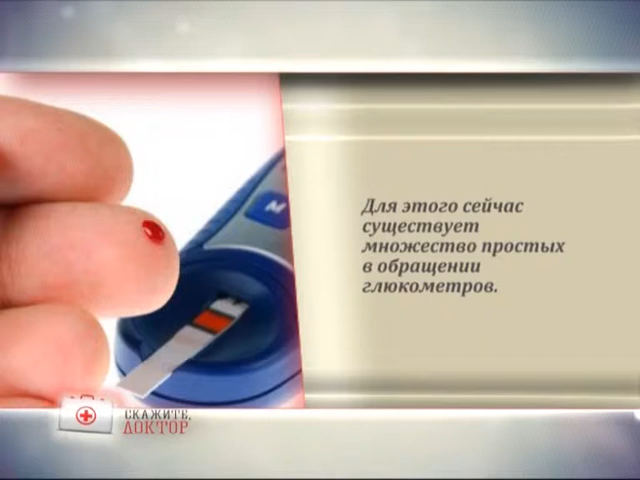 Для этого сейчас
существует
множество простых
в обращении
глюкометров.
M
СКАЖИТЕ,
ДОКТОР